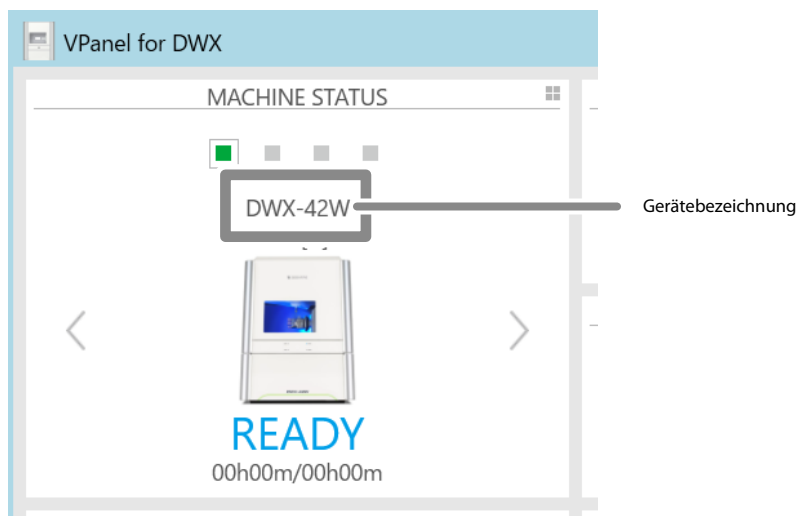 VPanel for DWX
MACHINE STATUS
DWX-42W
Gerätebezeichnung
READY
00h00m/00h00m